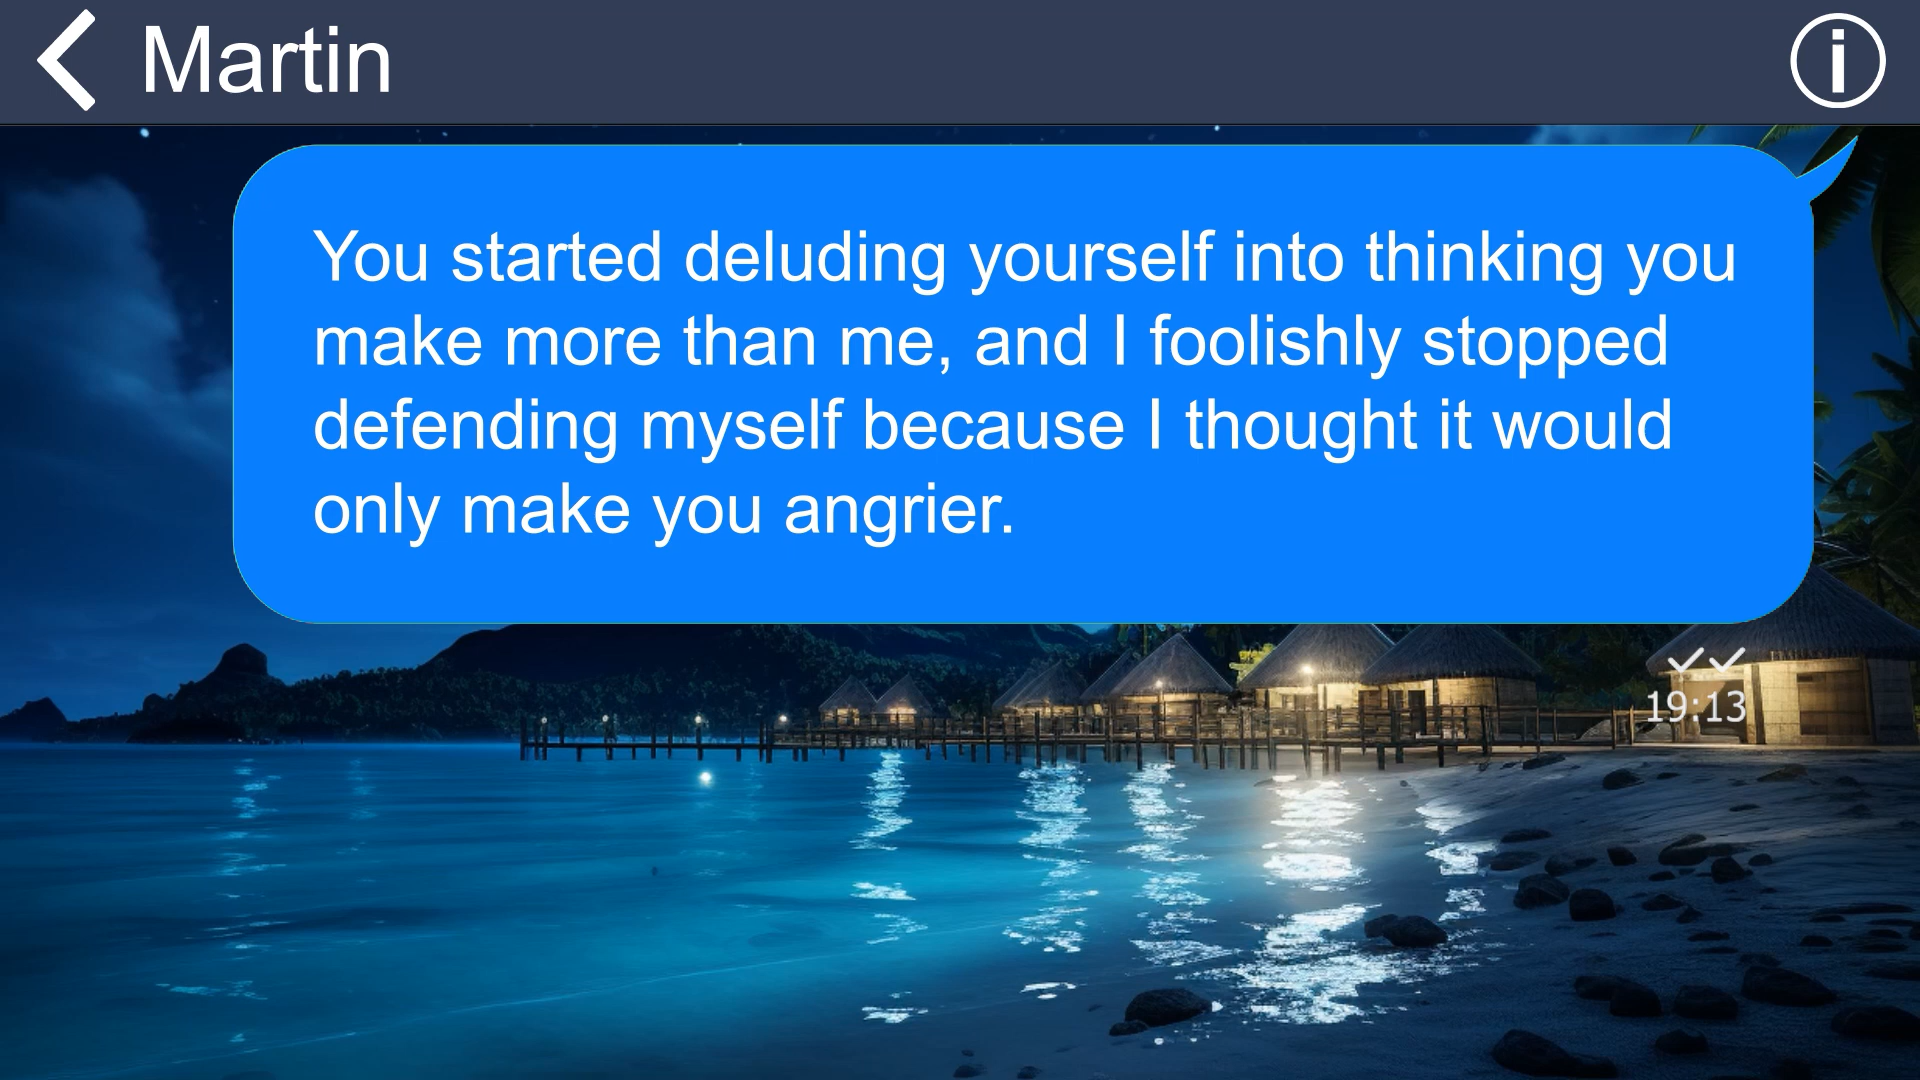 Martin
You started deluding yourself into thinking you
make more than me, and I foolishly stopped
defending myself because I thought it would
only make you angrier.
19:13